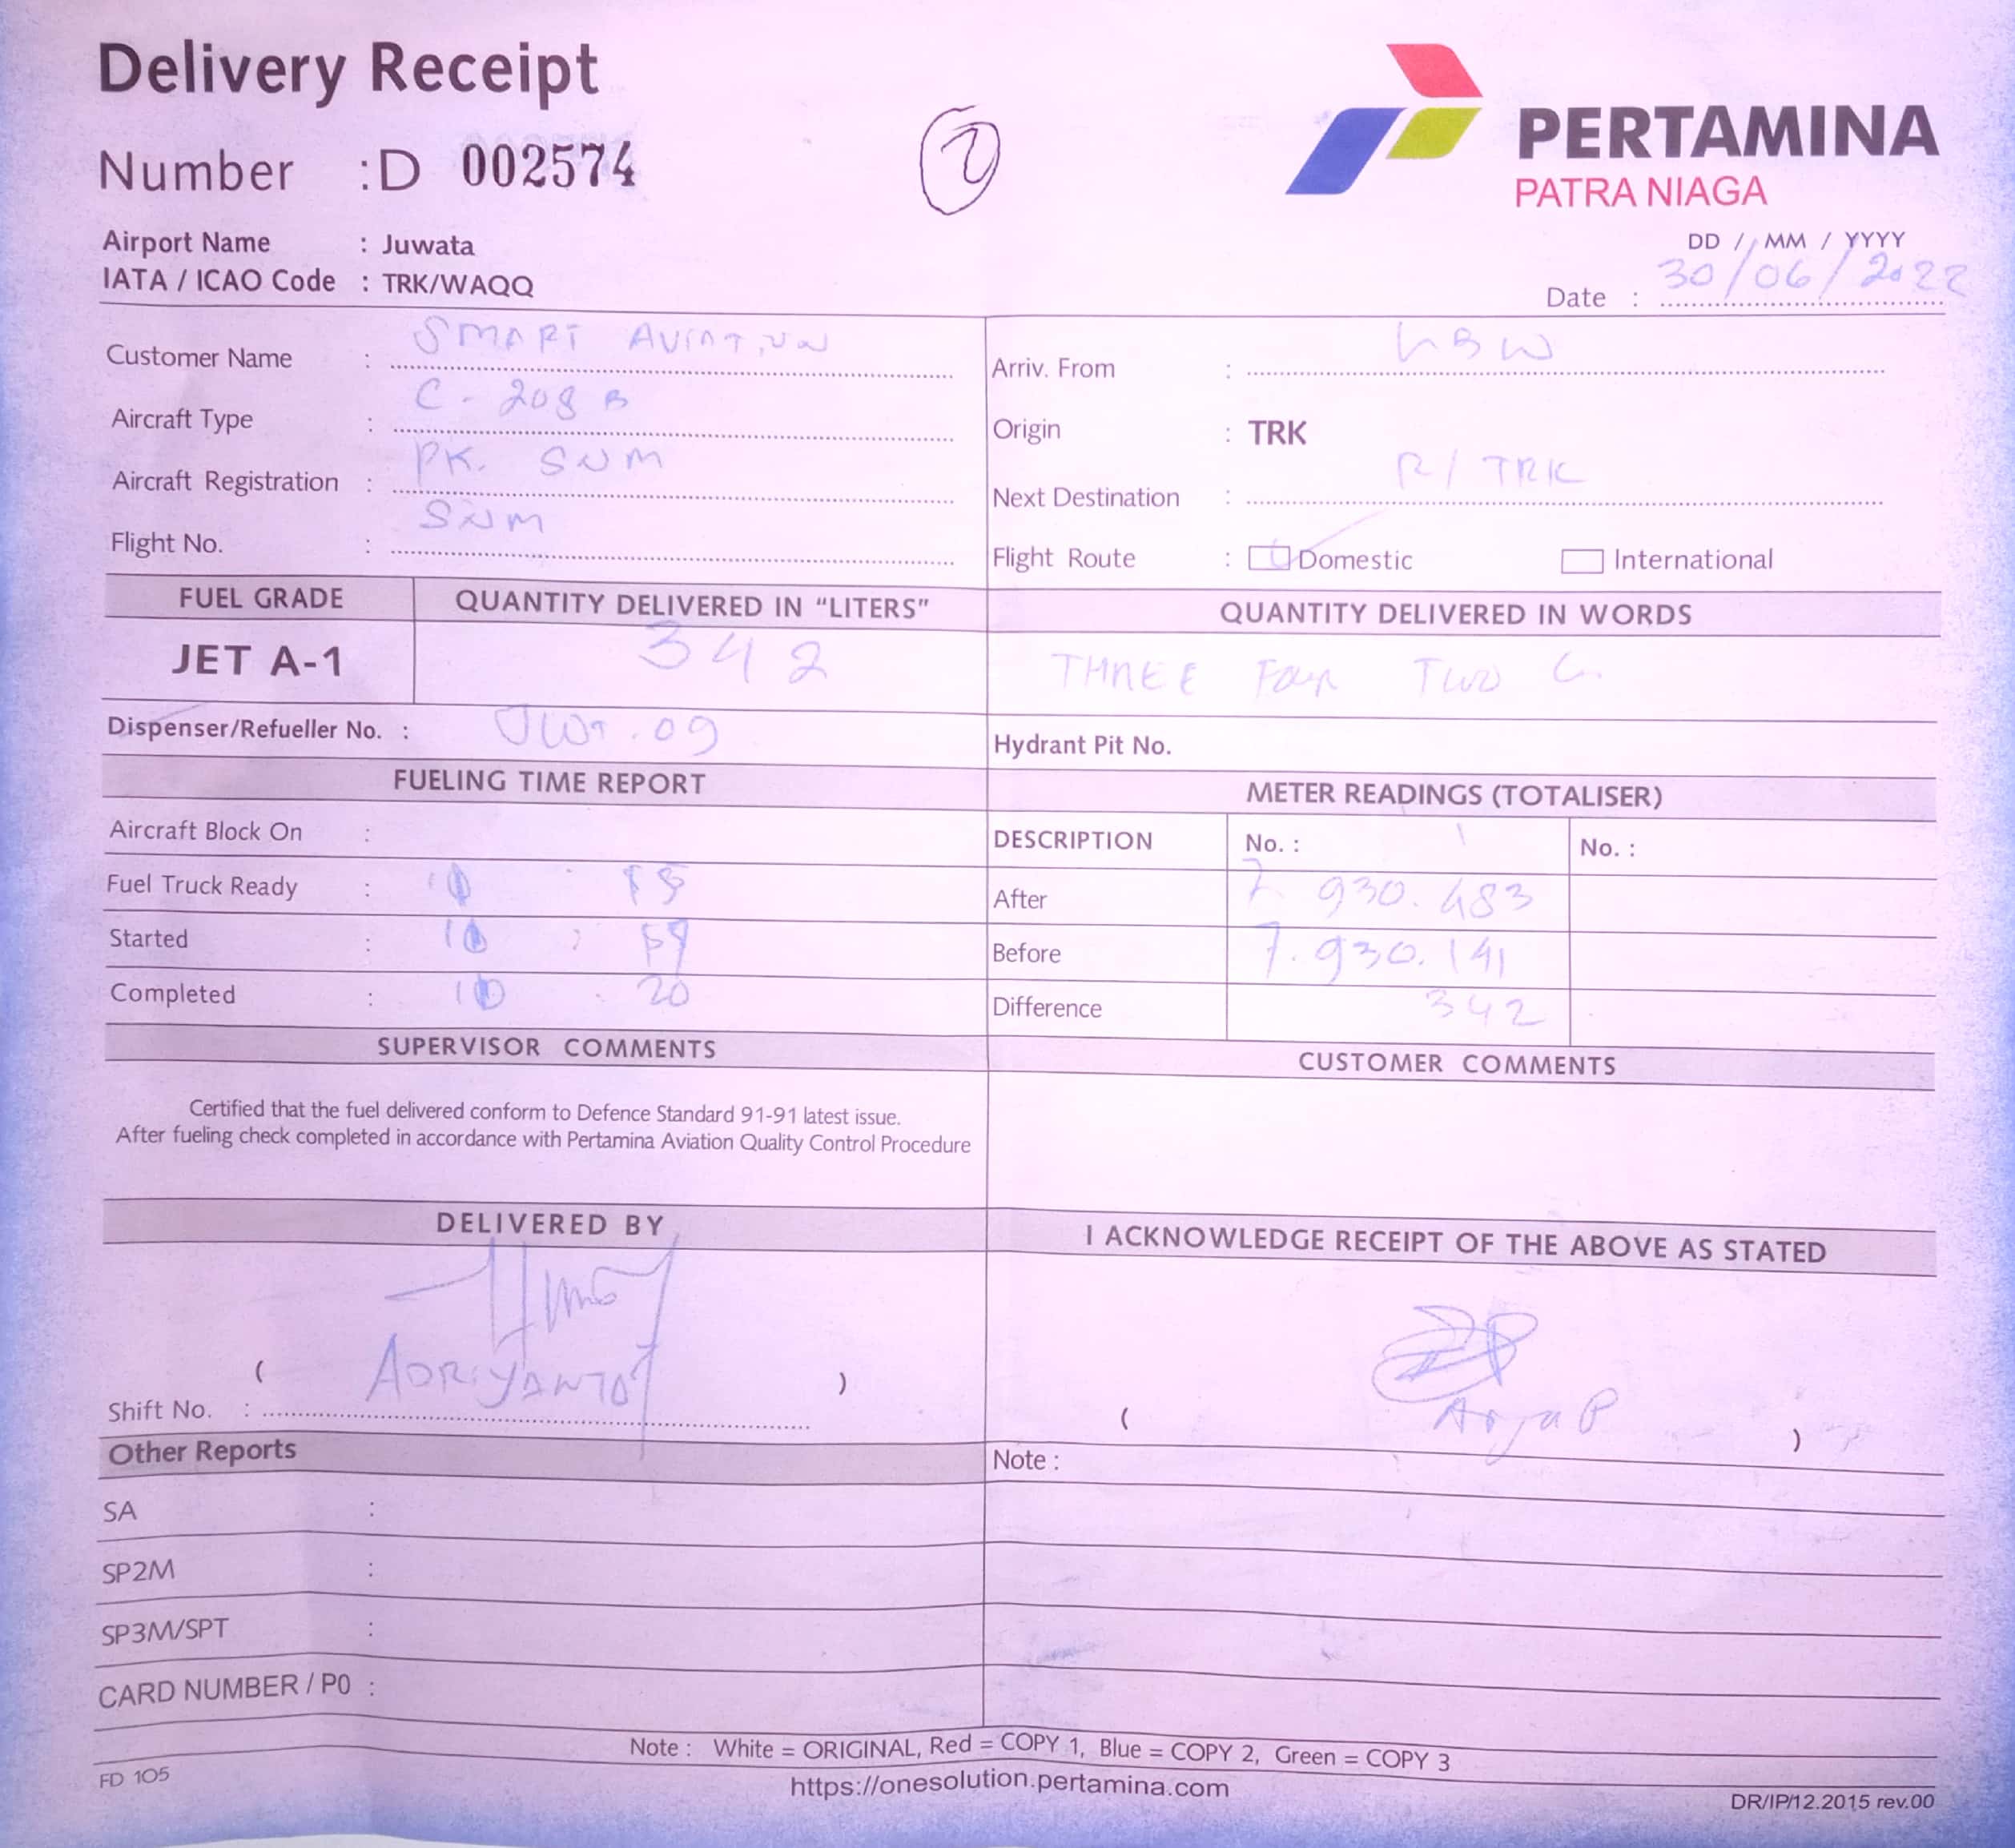 Delivery Receipt
Number : D 002574
2
PERTAMINA
PATRA NIAGA
Airport Name : Juwata
IATA / ICAO Code : TRK/WAQQ
DD / MM / YYYY
Date : 30/06/2022
Customer Name : SMART AVIATION
Aircraft Type : C - 208 B
Aircraft Registration : PK. SNM
Flight No. : SNM
Arriv. From : LBW
Origin : TRK
Next Destination : R / TRK
Flight Route : Domestic International
FUEL GRADE QUANTITY DELIVERED IN “LITERS” QUANTITY DELIVERED IN WORDS
JET A-1 342 THREE FOUR TWO
Dispenser/Refueller No. : 09 Hydrant Pit No.
FUELING TIME REPORT METER READINGS (TOTALISER)
Aircraft Block On :
Fuel Truck Ready :
Started :
Completed : 10 : 20
DESCRIPTION No. : 1 No. :
After 7.930.483
Before 7.930.141
Difference 342
SUPERVISOR COMMENTS CUSTOMER COMMENTS
Certified that the fuel delivered conform to Defence Standard 91-91 latest issue.
After fueling check completed in accordance with Pertamina Aviation Quality Control Procedure
DELIVERED BY I ACKNOWLEDGE RECEIPT OF THE ABOVE AS STATED
( ADRIYANTO )
Shift No. :
( Arya P )
Other Reports Note :
SA :
SP2M :
SP3M/SPT :
CARD NUMBER / P0 :
Note : White = ORIGINAL, Red = COPY 1, Blue = COPY 2, Green = COPY 3
FD 105 https://onesolution.pertamina.com DR/IP/12.2015 rev.00